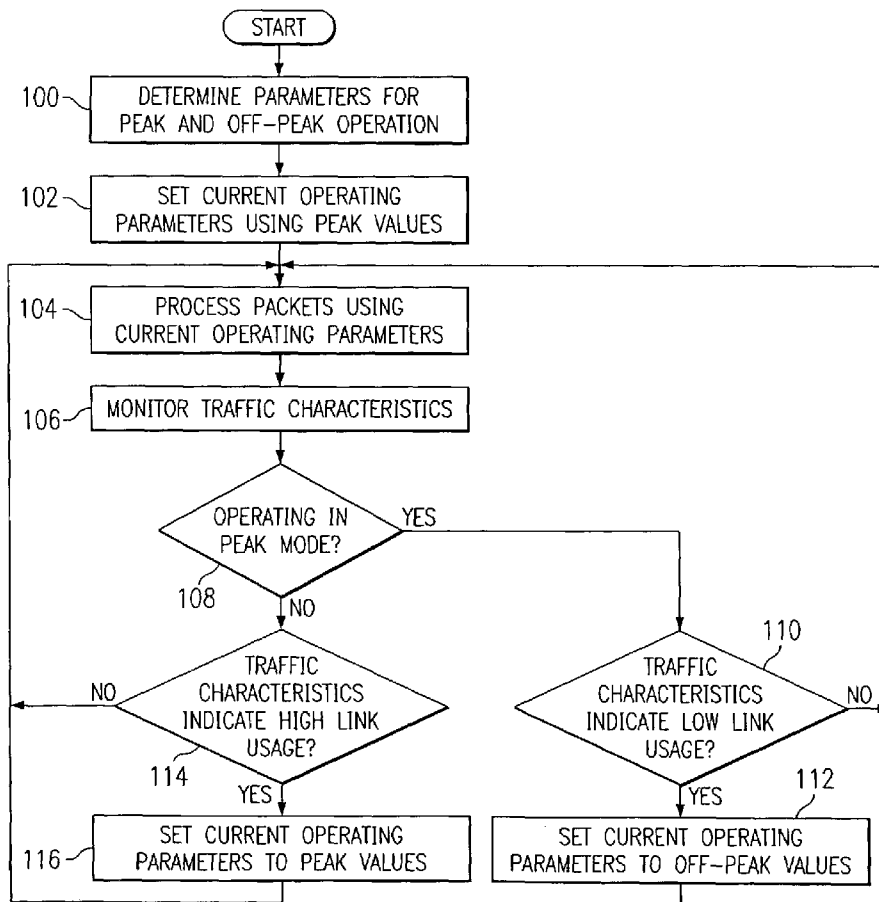 START
100
DETERMINE PARAMETERS FOR
PEAK AND OFF-PEAK OPERATION
102
SET CURRENT OPERATING
PARAMETERS USING PEAK VALUES
104
PROCESS PACKETS USING
CURRENT OPERATING PARAMETERS
106
MONITOR TRAFFIC CHARACTERISTICS
OPERATING IN
PEAK MODE?
YES
108
NO
TRAFFIC
CHARACTERISTICS
INDICATE HIGH LINK
USAGE?
NO
114
YES
110
TRAFFIC
CHARACTERISTICS
INDICATE LOW LINK
USAGE?
NO
YES
112
116
SET CURRENT OPERATING
PARAMETERS TO PEAK VALUES
SET CURRENT OPERATING
PARAMETERS TO OFF-PEAK VALUES